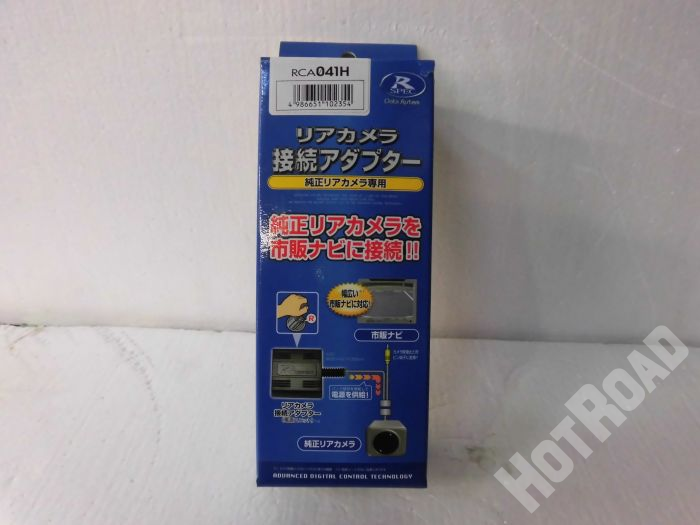 RCA041H
4 986651 102354
R
SPEC
Data System
リアカメラ
接続アダプター
純正リアカメラ専用
純正リアカメラを
市販ナビに接続!!
幅広い
市販ナビに対応!
市販ナビ
R
リアカメラ
接続アダプター
電源を供給!
純正リアカメラ
ADVANCED DIGITAL CONTROL TECHNOLOGY
HOTROAD